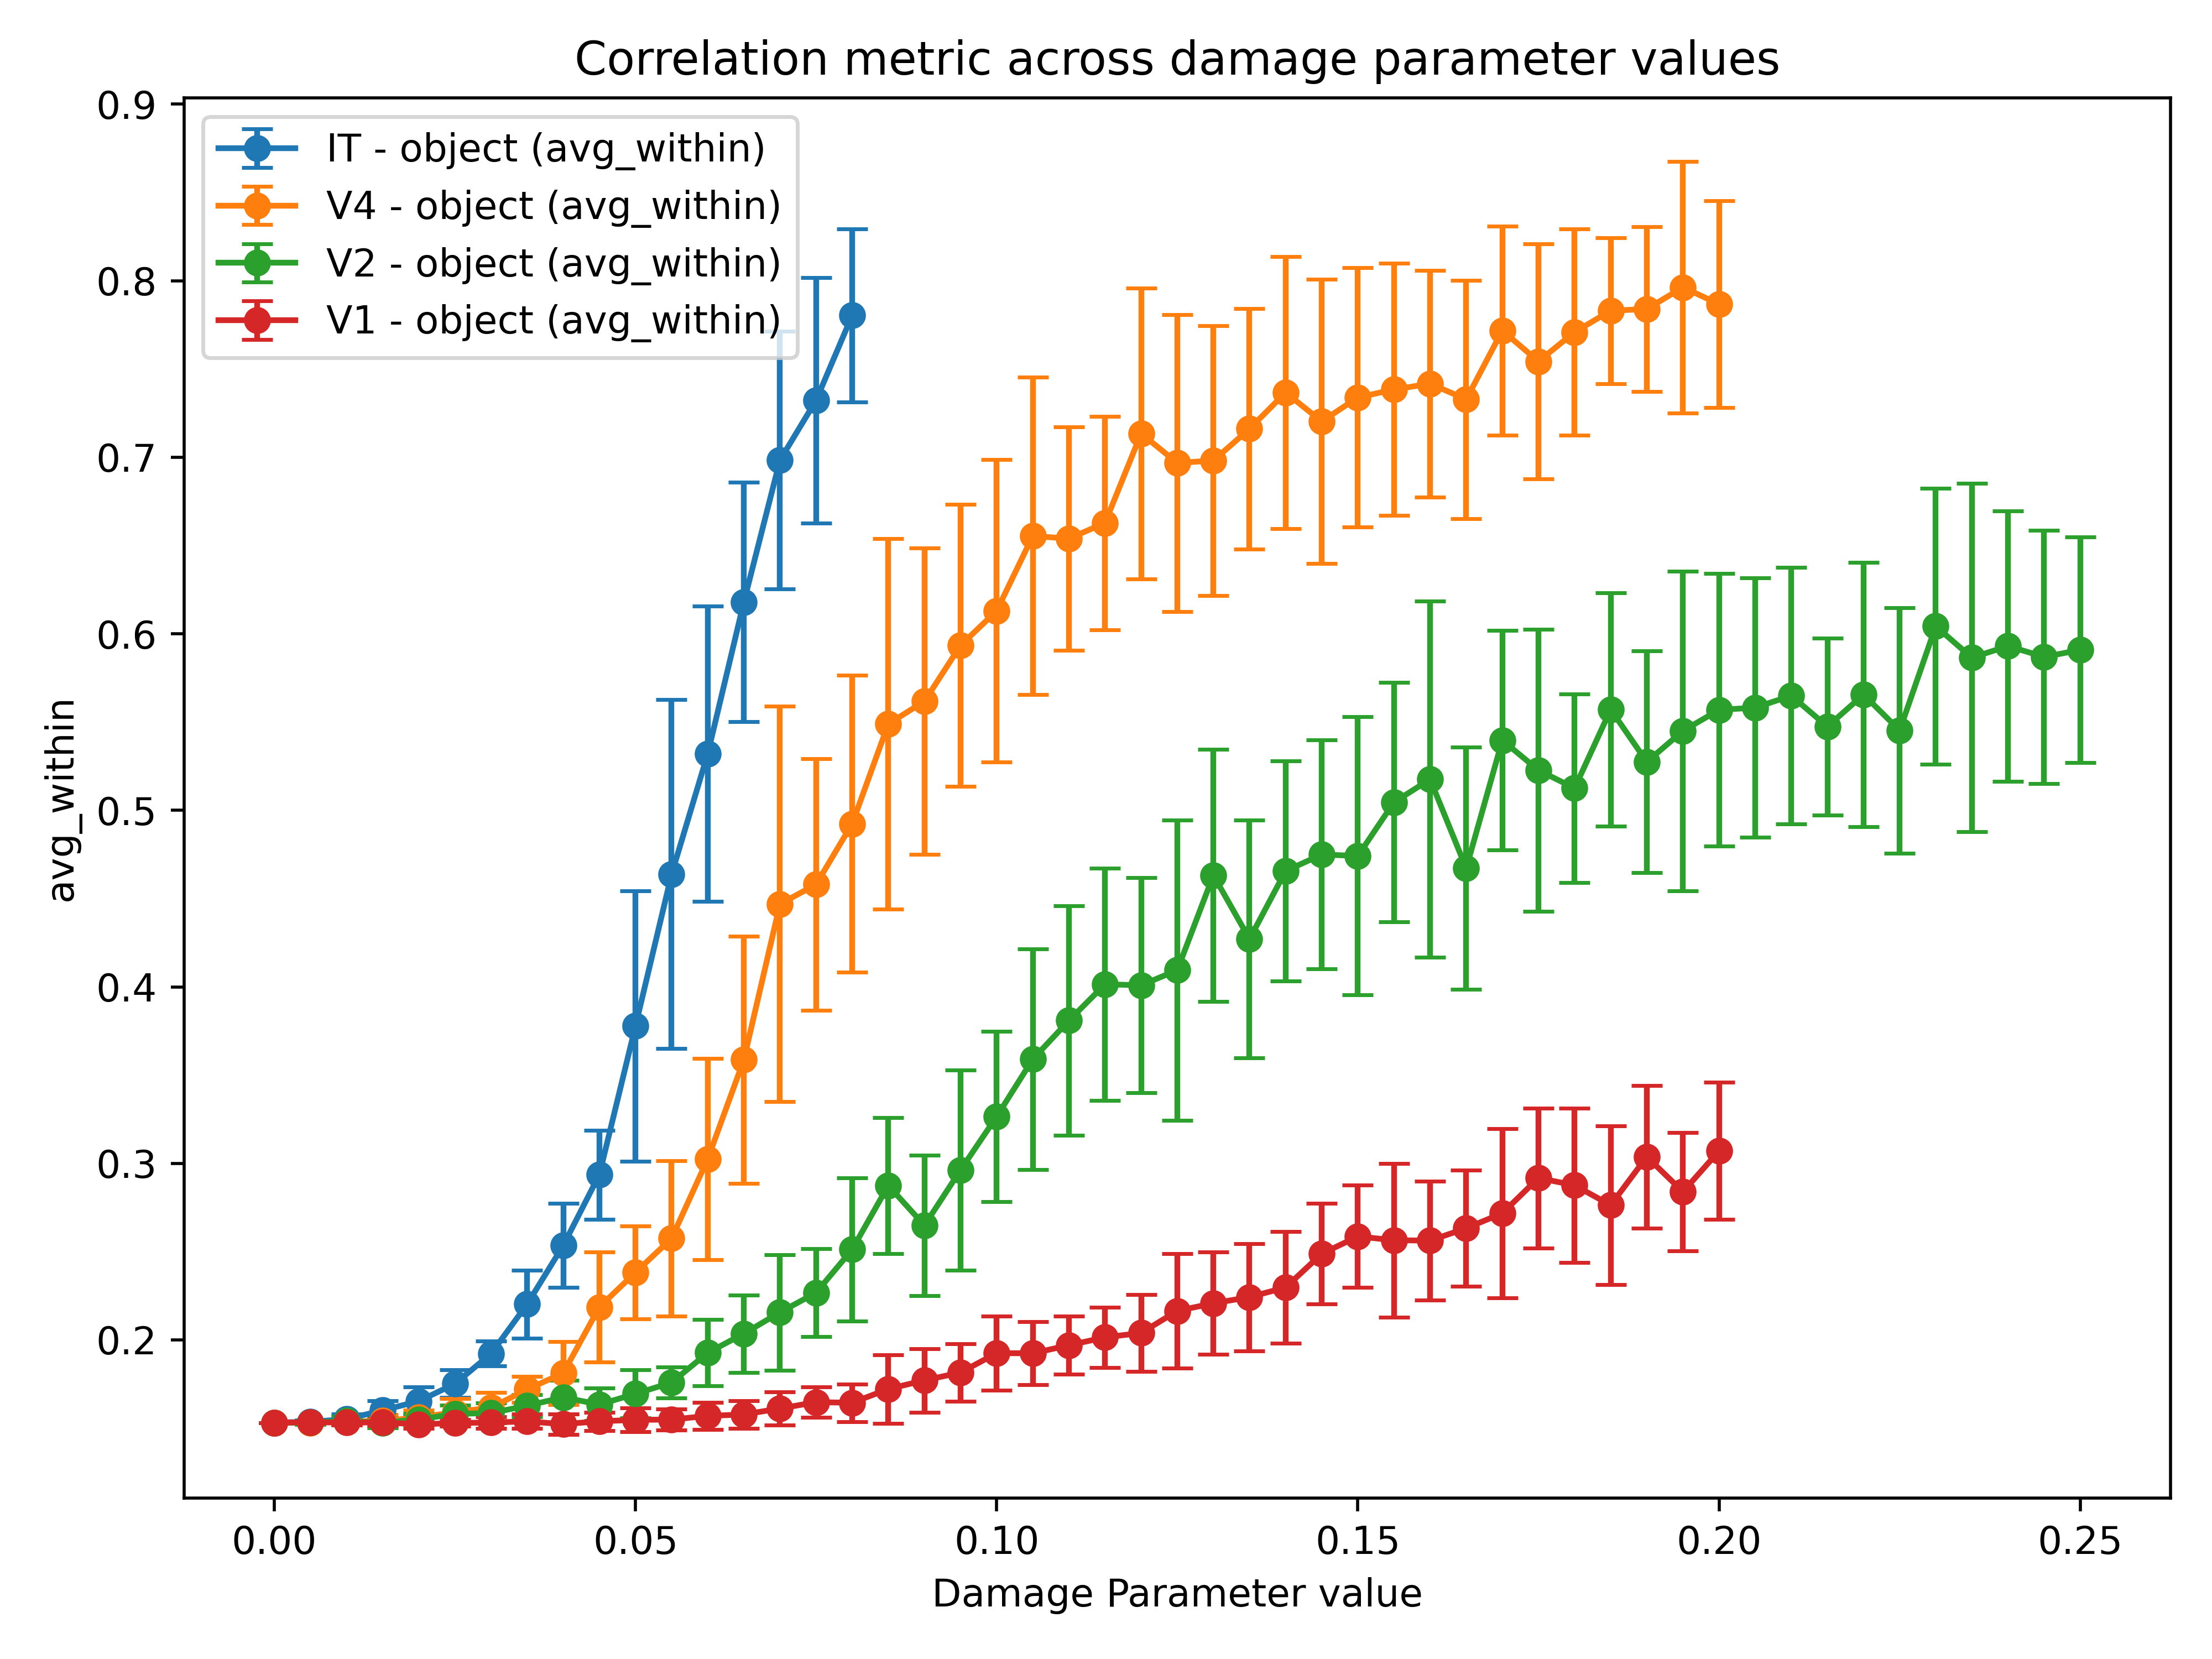 Correlation metric across damage parameter values
IT - object (avg_within)
V4 - object (avg_within)
V2 - object (avg_within)
V1 - object (avg_within)
0.9
0.8
0.7
0.6
0.5
0.4
0.3
0.2
avg_within
0.00 0.05 0.10 0.15 0.20 0.25
Damage Parameter value